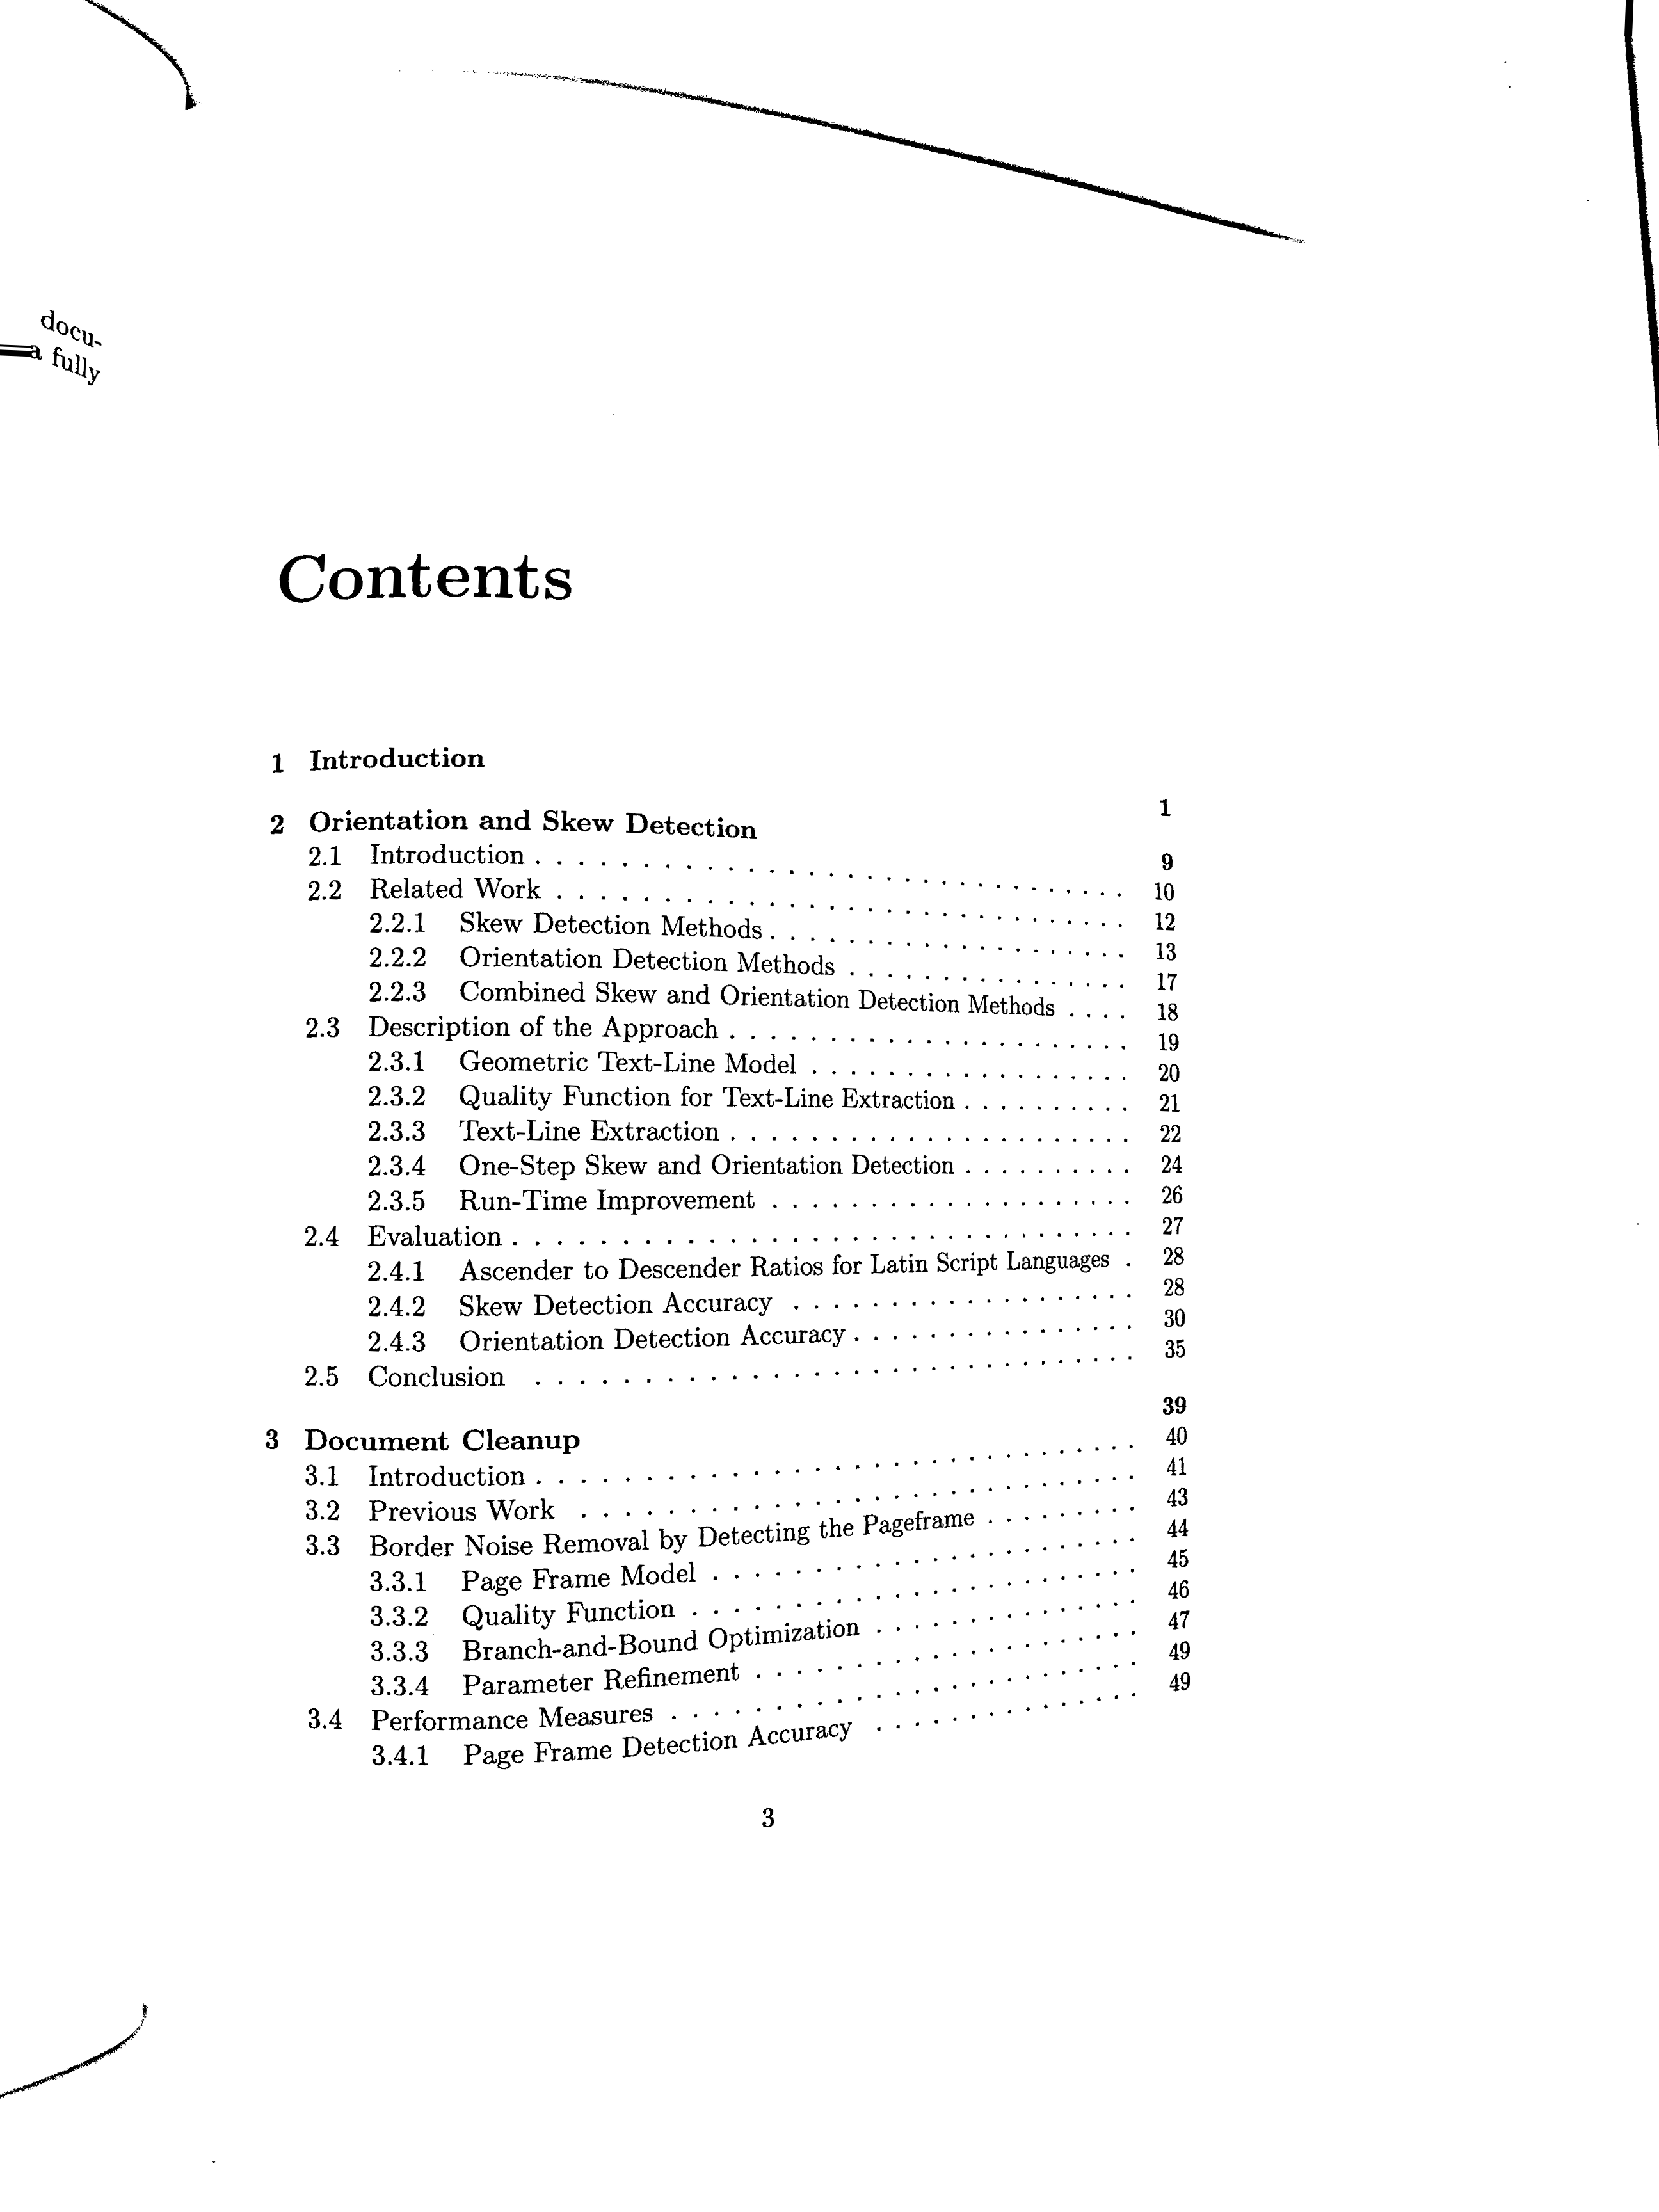 docu-
a fully
Contents
1 Introduction 1
2 Orientation and Skew Detection 9
2.1 Introduction . . . . . . . . . . . . . . . . . . . . . . . . . . . . 10
2.2 Related Work . . . . . . . . . . . . . . . . . . . . . . . . . . . 12
2.2.1 Skew Detection Methods . . . . . . . . . . . . . . . . . . 13
2.2.2 Orientation Detection Methods . . . . . . . . . . . . . . . 17
2.2.3 Combined Skew and Orientation Detection Methods . . . . 18
2.3 Description of the Approach . . . . . . . . . . . . . . . . . . . . 19
2.3.1 Geometric Text-Line Model . . . . . . . . . . . . . . . . . 20
2.3.2 Quality Function for Text-Line Extraction . . . . . . . . . . 21
2.3.3 Text-Line Extraction . . . . . . . . . . . . . . . . . . . . . 22
2.3.4 One-Step Skew and Orientation Detection . . . . . . . . . . 24
2.3.5 Run-Time Improvement . . . . . . . . . . . . . . . . . . . 26
2.4 Evaluation . . . . . . . . . . . . . . . . . . . . . . . . . . . . . 27
2.4.1 Ascender to Descender Ratios for Latin Script Languages . 28
2.4.2 Skew Detection Accuracy . . . . . . . . . . . . . . . . . . 28
2.4.3 Orientation Detection Accuracy . . . . . . . . . . . . . . . 30
2.5 Conclusion . . . . . . . . . . . . . . . . . . . . . . . . . . . . 35
3 Document Cleanup 39
3.1 Introduction . . . . . . . . . . . . . . . . . . . . . . . . . . . . 40
3.2 Previous Work . . . . . . . . . . . . . . . . . . . . . . . . . . 41
3.3 Border Noise Removal by Detecting the Pageframe . . . . . . . . 43
3.3.1 Page Frame Model . . . . . . . . . . . . . . . . . . . . . . 44
3.3.2 Quality Function . . . . . . . . . . . . . . . . . . . . . . . 45
3.3.3 Branch-and-Bound Optimization . . . . . . . . . . . . . . 46
3.3.4 Parameter Refinement . . . . . . . . . . . . . . . . . . . . 47
3.4 Performance Measures . . . . . . . . . . . . . . . . . . . . . . 49
3.4.1 Page Frame Detection Accuracy . . . . . . . . . . . . . . 49
3